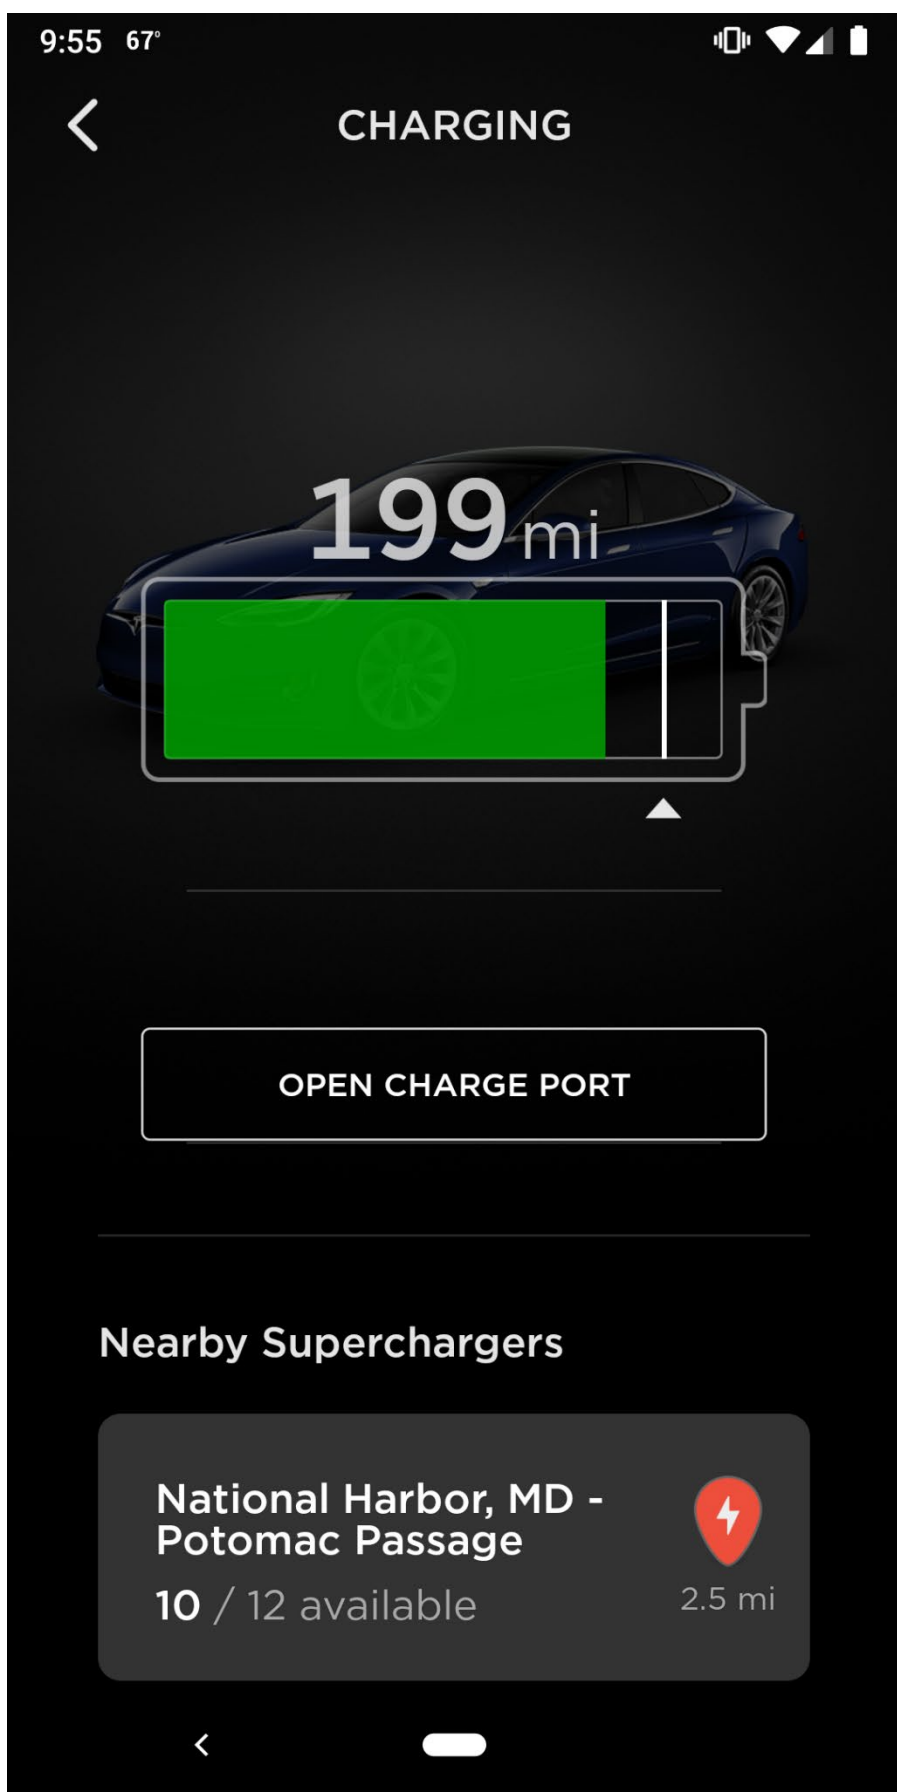 9:55 67°
CHARGING
199 mi
OPEN CHARGE PORT
Nearby Superchargers
National Harbor, MD -
Potomac Passage
10 / 12 available
2.5 mi